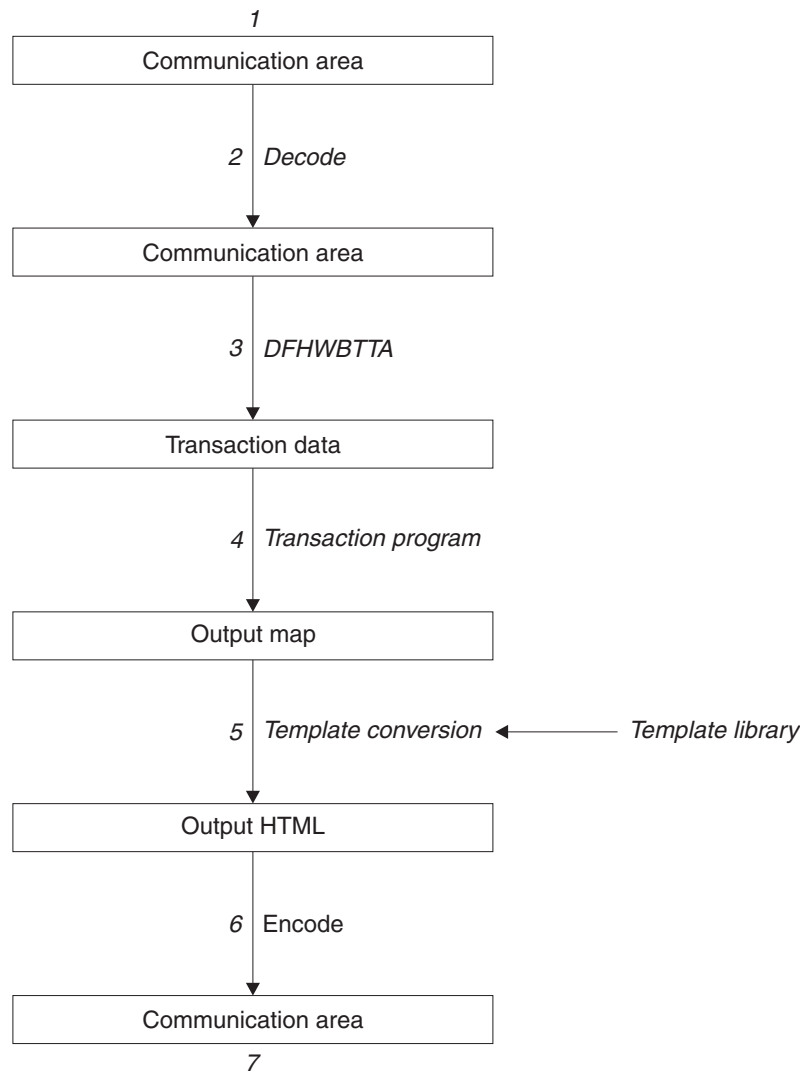 1
Communication area
2 Decode
Communication area
3 DFHWBTTA
Transaction data
4 Transaction program
Output map
5 Template conversion Template library
Output HTML
6 Encode
Communication area
7